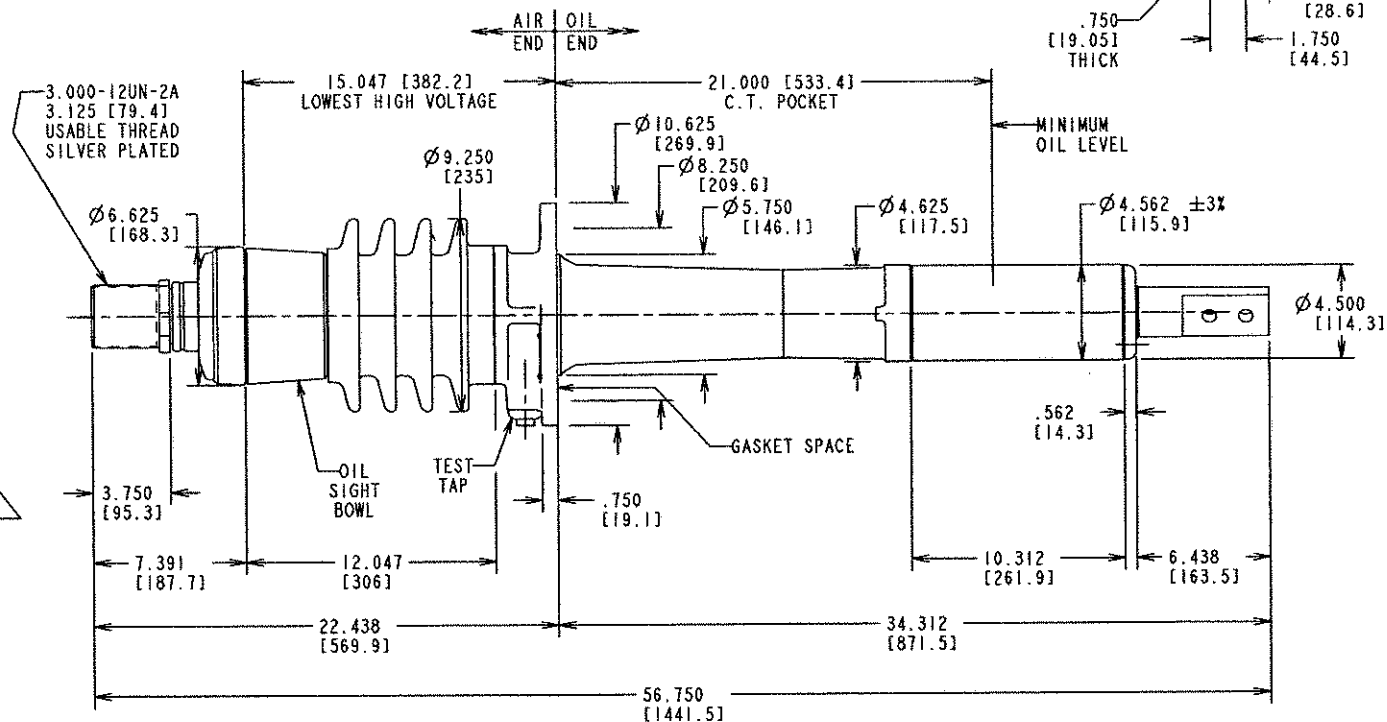 AIR OIL
END END
.750
[19.05]
THICK
[28.6]
1.750
[44.5]
3.000-12UN-2A
3.125 [79.4]
USABLE THREAD
SILVER PLATED
15.047 [382.2]
LOWEST HIGH VOLTAGE
21.000 [533.4]
C.T. POCKET
MINIMUM
OIL LEVEL
Ø10.625
[269.9]
Ø9.250
[235]
Ø8.250
[209.6]
Ø6.625
[168.3]
Ø5.750
[146.1]
Ø4.625
[117.5]
Ø4.562 ±3%
[115.9]
Ø4.500
[114.3]
.562
[14.3]
GASKET SPACE
OIL
SIGHT
BOWL
TEST
TAP
3.750
[95.3]
.750
[19.1]
7.391
[187.7]
12.047
[306]
10.312
[261.9]
6.438
[163.5]
22.438
[569.9]
34.312
[871.5]
56.750
[1441.5]